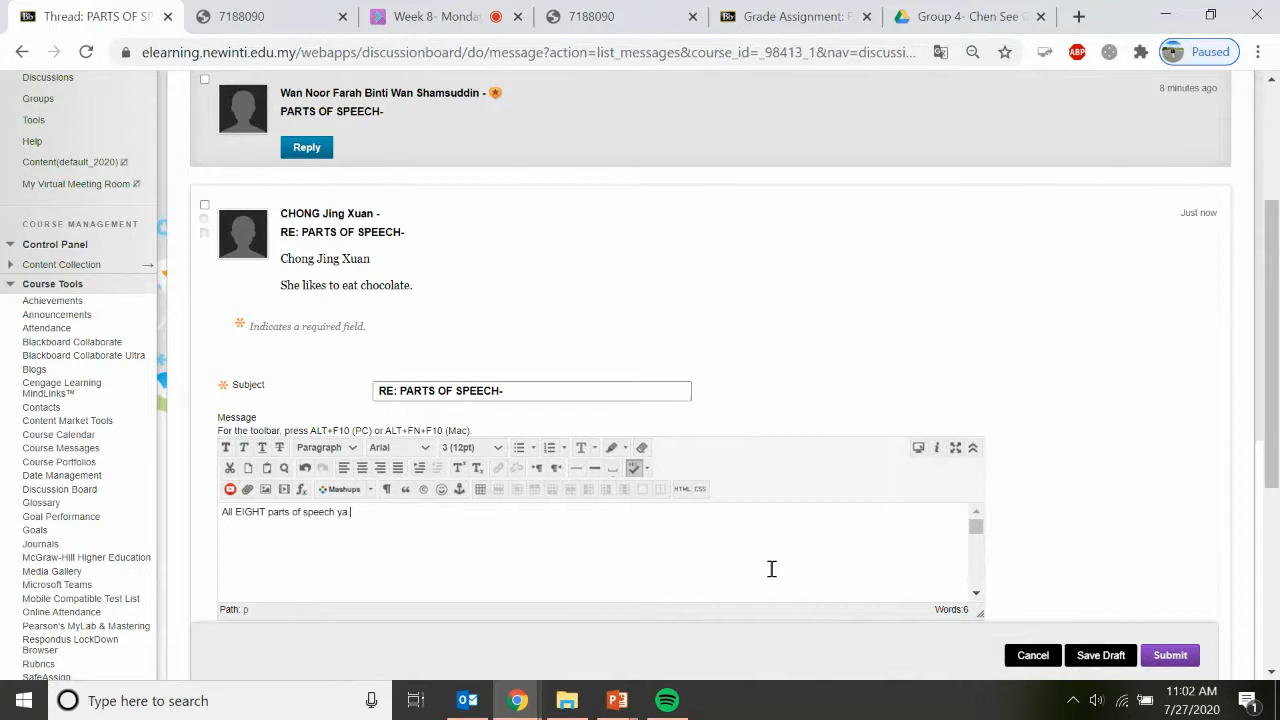 Thread: PARTS OF SP
7188090
Week 8- Monda
7188090
Grade Assignment: F
Group 4- Chen See C
elearning.newinti.edu.my/webapps/discussionboard/do/message?action=list_messages&course_id=_98413_1&nav=discussi...
ABP
Paused
Discussions
Groups
Tools
Help
Content(default_2020)
My Virtual Meeting Room
COURSE MANAGEMENT
Control Panel
Content Collection
Course Tools
Achievements
Announcements
Attendance
Blackboard Collaborate
Blackboard Collaborate Ultra
Blogs
Cengage Learning
MindLinks™
Contacts
Content Market Tools
Course Calendar
Course Messages
Course Portfolios
Date Management
Discussion Board
Glossary
Goal Performance
Goals
Journals
McGraw-Hill Higher Education
Media Gallery
Microsoft Teams
Mobile Compatible Test List
Online Attendance
Pearson's MyLab & Mastering
Respondus LockDown
Browser
Rubrics
SafeAssign
Wan Noor Farah Binti Wan Shamsuddin -
8 minutes ago
PARTS OF SPEECH-
Reply
CHONG Jing Xuan -
Just now
RE: PARTS OF SPEECH-
Chong Jing Xuan
She likes to eat chocolate.
Indicates a required field.
Subject
RE: PARTS OF SPEECH-
Message
For the toolbar, press ALT+F10 (PC) or ALT+FN+F10 (Mac).
T T T T Paragraph Arial 3 (12pt)
Mashups
HTML CSS
All EIGHT parts of speech ya.
Path: p
Words:6
Cancel
Save Draft
Submit
Type here to search
11:02 AM
7/27/2020